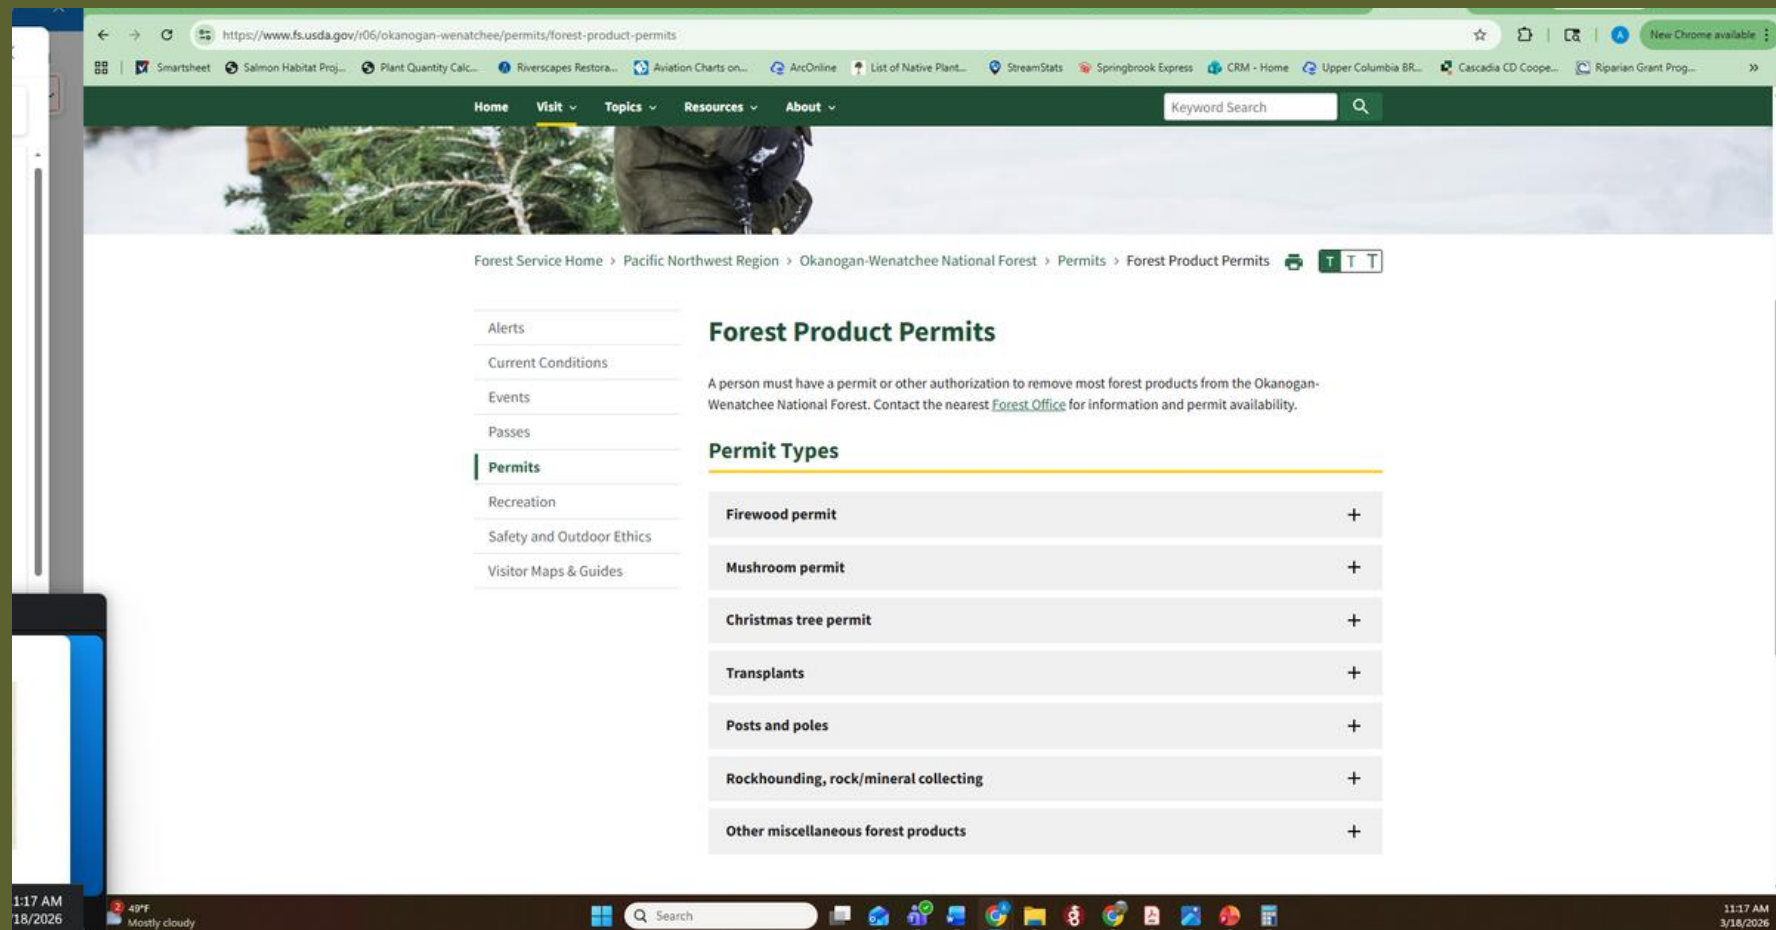 https://www.fs.usda.gov/r06/okanogan-wenatchee/permits/forest-product-permits
New Chrome available
Smartsheet Salmon Habitat Proj... Plant Quantity Calc... Riverscapes Restora... Aviation Charts on... ArcOnline List of Native Plant... StreamStats Springbrook Express CRM - Home Upper Columbia BR... Cascadia CD Coope... Riparian Grant Prog... »
Home Visit Topics Resources About
Keyword Search
Forest Service Home > Pacific Northwest Region > Okanogan-Wenatchee National Forest > Permits > Forest Product Permits
T T T
Alerts
Current Conditions
Events
Passes
Permits
Recreation
Safety and Outdoor Ethics
Visitor Maps & Guides
Forest Product Permits
A person must have a permit or other authorization to remove most forest products from the Okanogan-
Wenatchee National Forest. Contact the nearest Forest Office for information and permit availability.
Permit Types
Firewood permit +
Mushroom permit +
Christmas tree permit +
Transplants +
Posts and poles +
Rockhounding, rock/mineral collecting +
Other miscellaneous forest products +
1:17 AM
18/2026
2
49°F
Mostly cloudy
Search
11:17 AM
3/18/2026